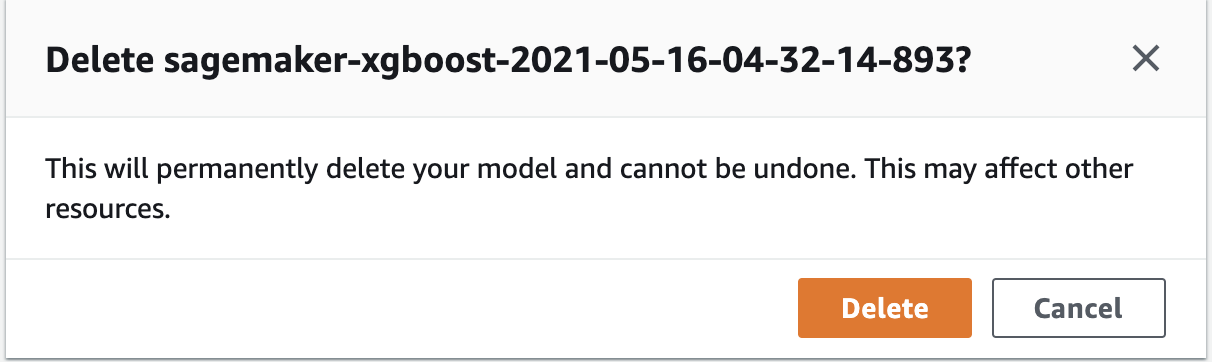 Delete sagemaker-xgboost-2021-05-16-04-32-14-893?
This will permanently delete your model and cannot be undone. This may affect other
resources.
Delete Cancel